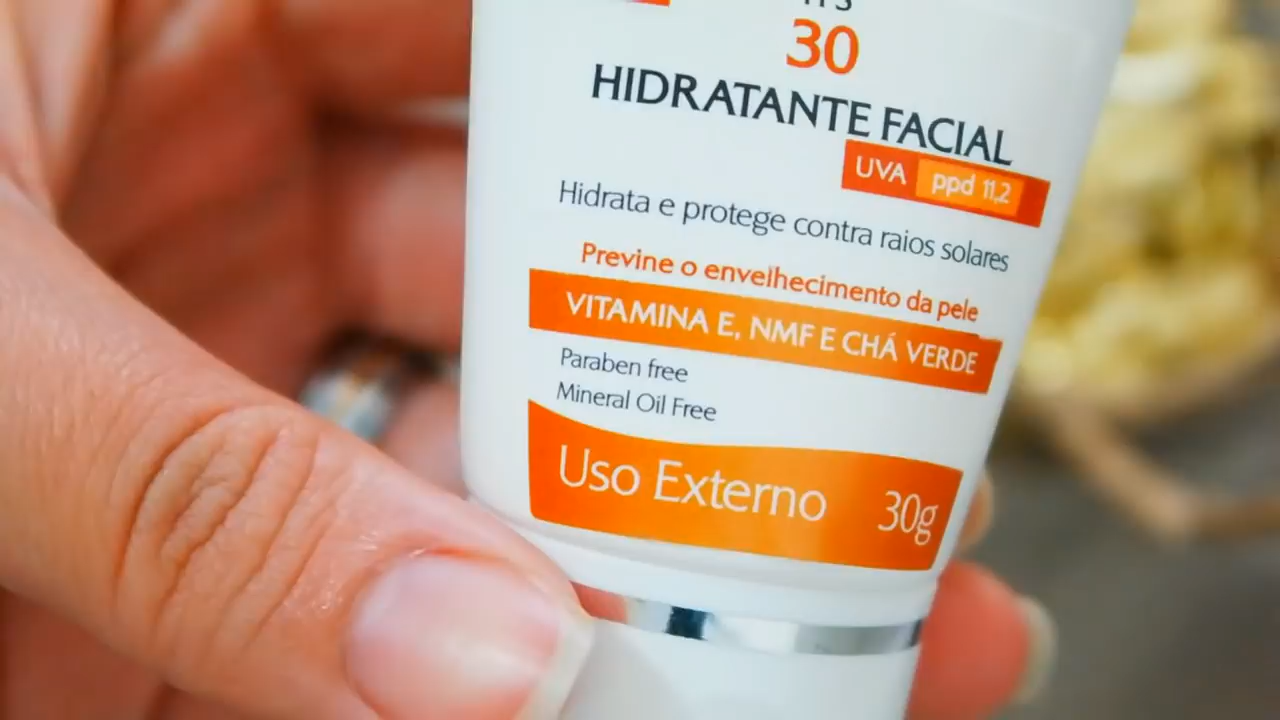 30
HIDRATANTE FACIAL
UVA ppd 11,2
Hidrata e protege contra raios solares
Previne o envelhecimento da pele
VITAMINA E, NMF E CHÁ VERDE
Paraben free
Mineral Oil Free
Uso Externo 30g